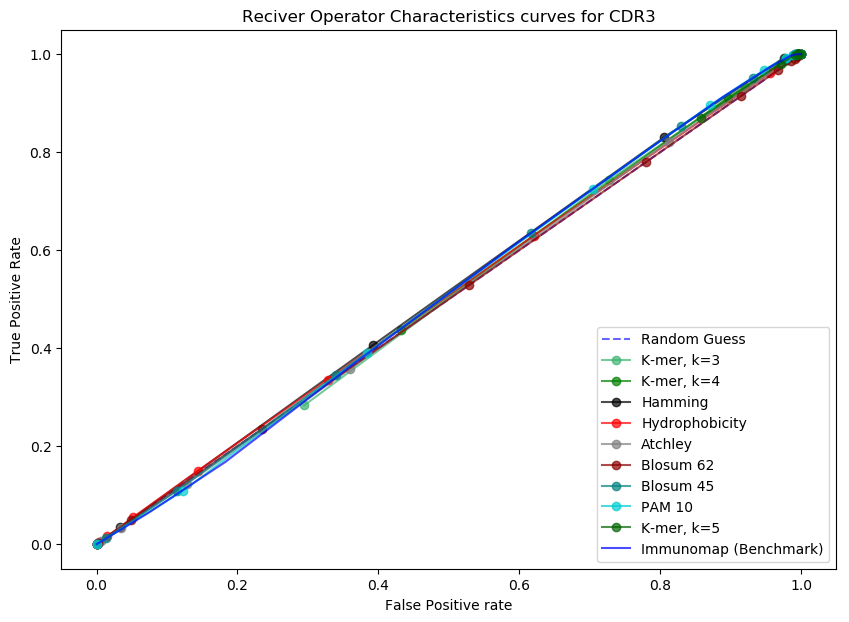 Reciver Operator Characteristics curves for CDR3
True Positive Rate
1.0
0.8
0.6
0.4
0.2
0.0
0.0 0.2 0.4 0.6 0.8 1.0
False Positive rate
Random Guess
K-mer, k=3
K-mer, k=4
Hamming
Hydrophobicity
Atchley
Blosum 62
Blosum 45
PAM 10
K-mer, k=5
Immunomap (Benchmark)